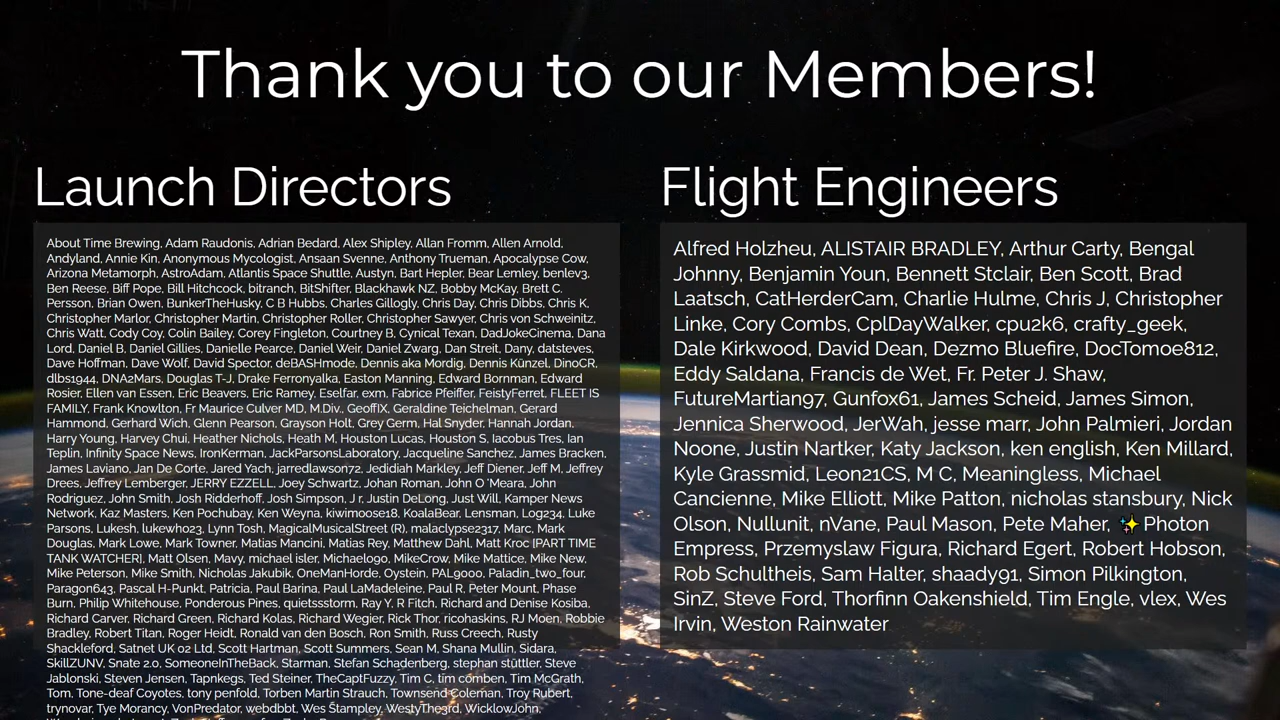 Thank you to our Members!
Launch Directors
About Time Brewing, Adam Raudonis, Adrian Bedard, Alex Shipley, Allan Fromm, Allen Arnold,
Andyland, Annie Kin, Anonymous Mycologist, Ansaan Svenne, Anthony Trueman, Apocalypse Cow,
Arizona Metamorph, AstroAdam, Atlantis Space Shuttle, Austyn, Bart Hepler, Bear Lemley, benlev3,
Ben Reese, Biff Pope, Bill Hitchcock, bitranch, BitShifter, Blackhawk NZ, Bobby McKay, Brett C.
Persson, Brian Owen, BunkerTheHusky, C B Hubbs, Charles Gillogly, Chris Day, Chris Dibbs, Chris K,
Christopher Marlor, Christopher Martin, Christopher Roller, Christopher Sawyer, Chris von Schweinitz,
Chris Watt, Cody Coy, Colin Bailey, Corey Fingleton, Courtney B, Cynical Texan, DadJokeCinema, Dana
Lord, Daniel B, Daniel Gillies, Danielle Pearce, Daniel Weir, Daniel Zwarg, Dan Streit, Dany, datsteves,
Dave Hoffman, Dave Wolf, David Spector, deBASHmode, Dennis aka Mordig, Dennis Künzel, DinoCR,
dlbs1944, DNA2Mars, Douglas T-J, Drake Ferronyalka, Easton Manning, Edward Bornman, Edward
Rosier, Ellen van Essen, Eric Beavers, Eric Ramey, Eselfar, exm, Fabrice Pfeiffer, FeistyFerret, FLEET IS
FAMILY, Frank Knowlton, Fr Maurice Culver MD, M.Div., GeoffIX, Geraldine Teichelman, Gerard
Hammond, Gerhard Wich, Glenn Pearson, Grayson Holt, Grey Germ, Hal Snyder, Hannah Jordan,
Harry Young, Harvey Chui, Heather Nichols, Heath M, Houston Lucas, Houston S, Iacobus Tres, Ian
Teplin, Infinity Space News, IronKerman, JackParsonsLaboratory, Jacqueline Sanchez, James Bracken,
James Laviano, Jan De Corte, Jared Yach, jarredlawson72, Jedidiah Markley, Jeff Diener, Jeff M, Jeffrey
Drees, Jeffrey Lemberger, JERRY EZZELL, Joey Schwartz, Johan Roman, John O 'Meara, John
Rodriguez, John Smith, Josh Ridderhoff, Josh Simpson, J r, Justin DeLong, Just Will, Kamper News
Network, Kaz Masters, Ken Pochubay, Ken Weyna, kiwimoose18, KoalaBear, Lensman, Log234, Luke
Parsons, Lukesh, lukewho23, Lynn Tosh, MagicalMusicalStreet (R), malaclypse2317, Marc, Mark
Douglas, Mark Lowe, Mark Towner, Matias Mancini, Matias Rey, Matthew Dahl, Matt Kroc [PART TIME
TANK WATCHER], Matt Olsen, Mavy, michael isler, Michael090, MikeCrow, Mike Mattice, Mike New,
Mike Peterson, Mike Smith, Nicholas Jakubik, OneManHorde, Oystein, PAL9000, Paladin_two_four,
Paragon643, Pascal H-Punkt, Patricia, Paul Barina, Paul LaMadeleine, Paul R, Peter Mount, Phase
Burn, Philip Whitehouse, Ponderous Pines, quietssstorm, Ray Y, R Fitch, Richard and Denise Kosiba,
Richard Carver, Richard Green, Richard Kolas, Richard Wegier, Rick Thor, ricohaskins, RJ Moen, Robbie
Bradley, Robert Titan, Roger Heidt, Ronald van den Bosch, Ron Smith, Russ Creech, Rusty
Shackleford, Satnet UK 02 Ltd, Scott Hartman, Scott Summers, Sean M, Shana Mullin, Sidara,
SkillZUNV, Snate 2.0, SomeoneInTheBack, Starman, Stefan Schadenberg, stephan stüttler, Steve
Jablonski, Steven Jensen, Tapnkegs, Ted Steiner, TheCaptFuzzy, Tim C, tim comben, Tim McGrath,
Tom, Tone-deaf Coyotes, tony penfold, Torben Martin Strauch, Townsend Coleman, Troy Rubert,
trynovar, Tye Morancy, VonPredator, webdbbt, Wes Stampley, WestyThe3rd, WicklowJohn,
Flight Engineers
Alfred Holzheu, ALISTAIR BRADLEY, Arthur Carty, Bengal
Johnny, Benjamin Youn, Bennett Stclair, Ben Scott, Brad
Laatsch, CatHerderCam, Charlie Hulme, Chris J, Christopher
Linke, Cory Combs, CplDayWalker, cpu2k6, crafty_geek,
Dale Kirkwood, David Dean, Dezmo Bluefire, DocTomoe812,
Eddy Saldana, Francis de Wet, Fr. Peter J. Shaw,
FutureMartian97, Gunfox61, James Scheid, James Simon,
Jennica Sherwood, JerWah, jesse marr, John Palmieri, Jordan
Noone, Justin Nartker, Katy Jackson, ken english, Ken Millard,
Kyle Grassmid, Leon21CS, M C, Meaningless, Michael
Cancienne, Mike Elliott, Mike Patton, nicholas stansbury, Nick
Olson, Nullunit, nVane, Paul Mason, Pete Maher, ✨ Photon
Empress, Przemyslaw Figura, Richard Egert, Robert Hobson,
Rob Schultheis, Sam Halter, shaady91, Simon Pilkington,
SinZ, Steve Ford, Thorfinn Oakenshield, Tim Engle, vlex, Wes
Irvin, Weston Rainwater